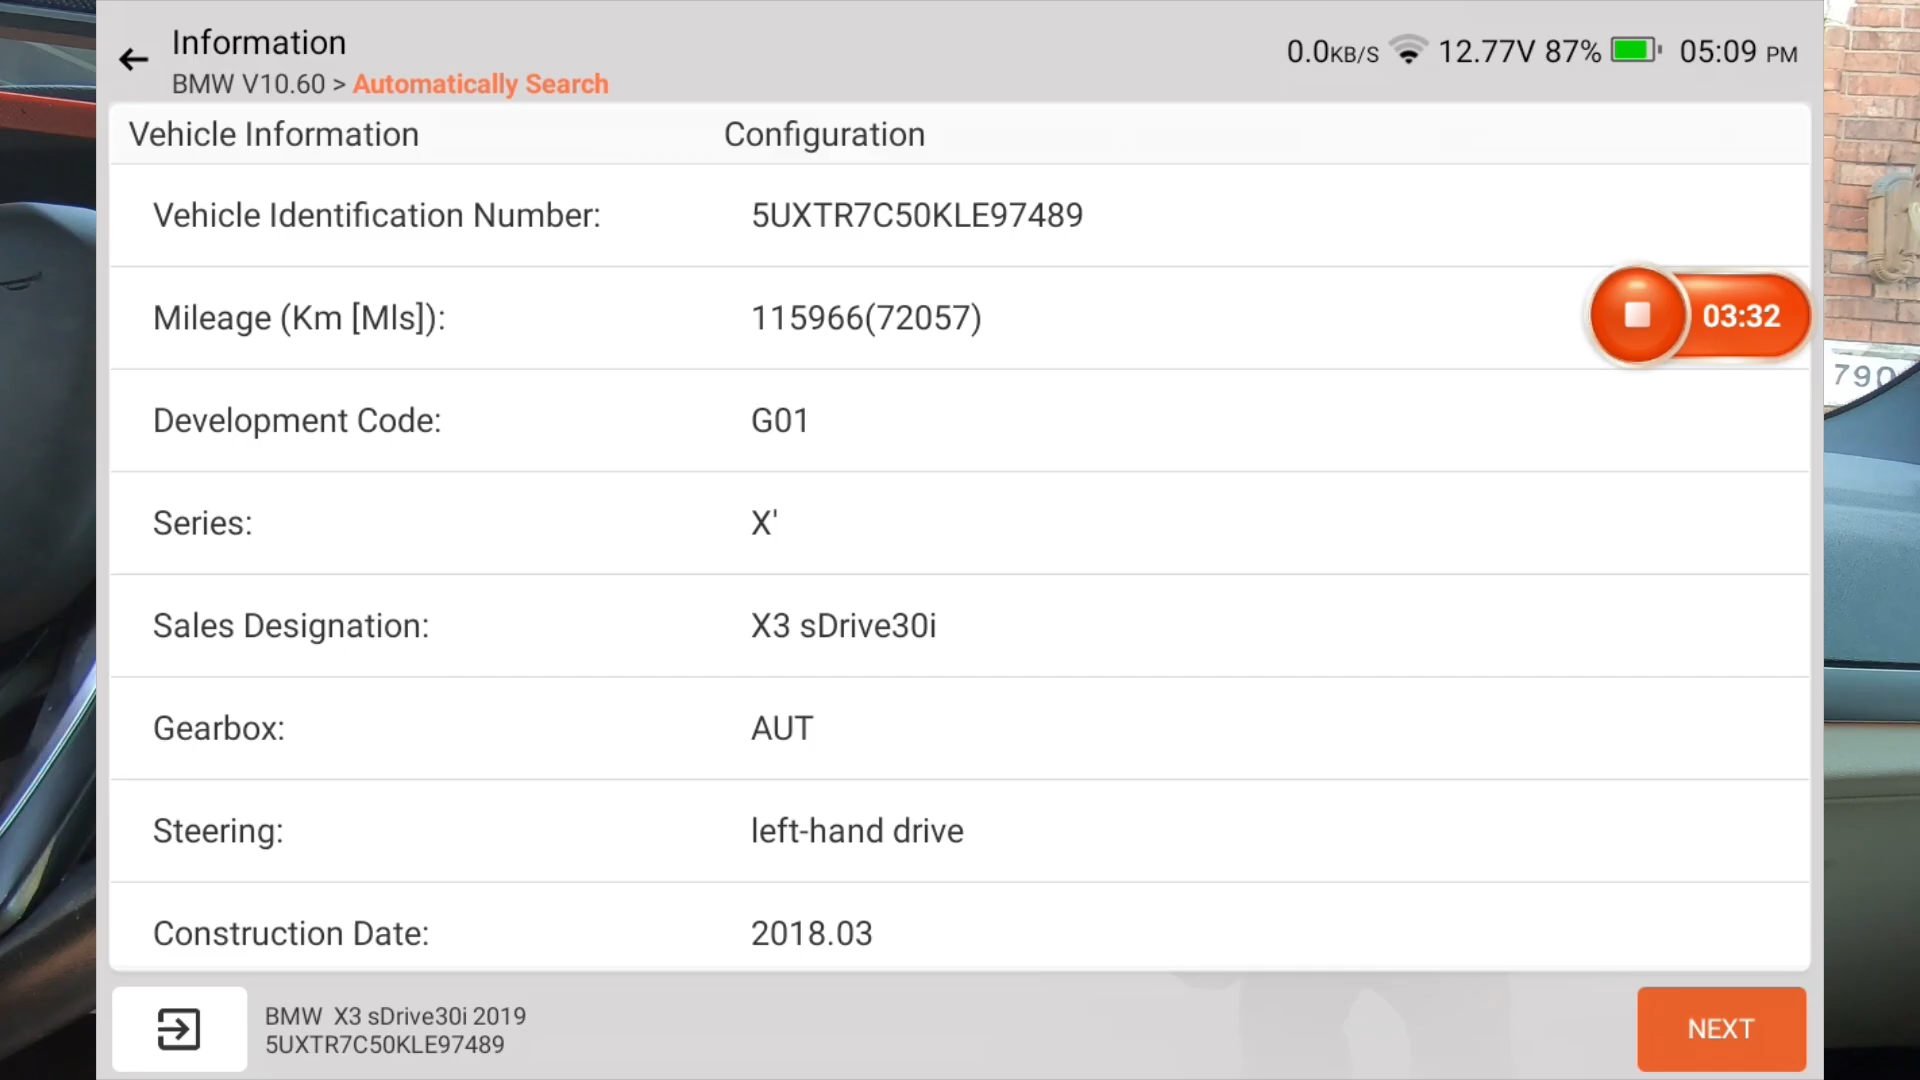 Information
0.0KB/S 12.77V 87% 05:09 PM
BMW V10.60 > Automatically Search
Vehicle Information Configuration
Vehicle Identification Number: 5UXTR7C50KLE97489
Mileage (Km [Mls]): 115966(72057)
03:32
Development Code: G01
790
Series: X'
Sales Designation: X3 sDrive30i
Gearbox: AUT
Steering: left-hand drive
Construction Date: 2018.03
BMW X3 sDrive30i 2019
5UXTR7C50KLE97489
NEXT